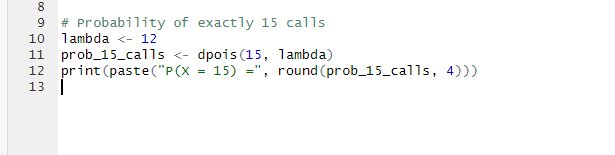 8
9 # Probability of exactly 15 calls
10 lambda <- 12
11 prob_15_calls <- dpois(15, lambda)
12 print(paste("P(X = 15) =", round(prob_15_calls, 4)))
13